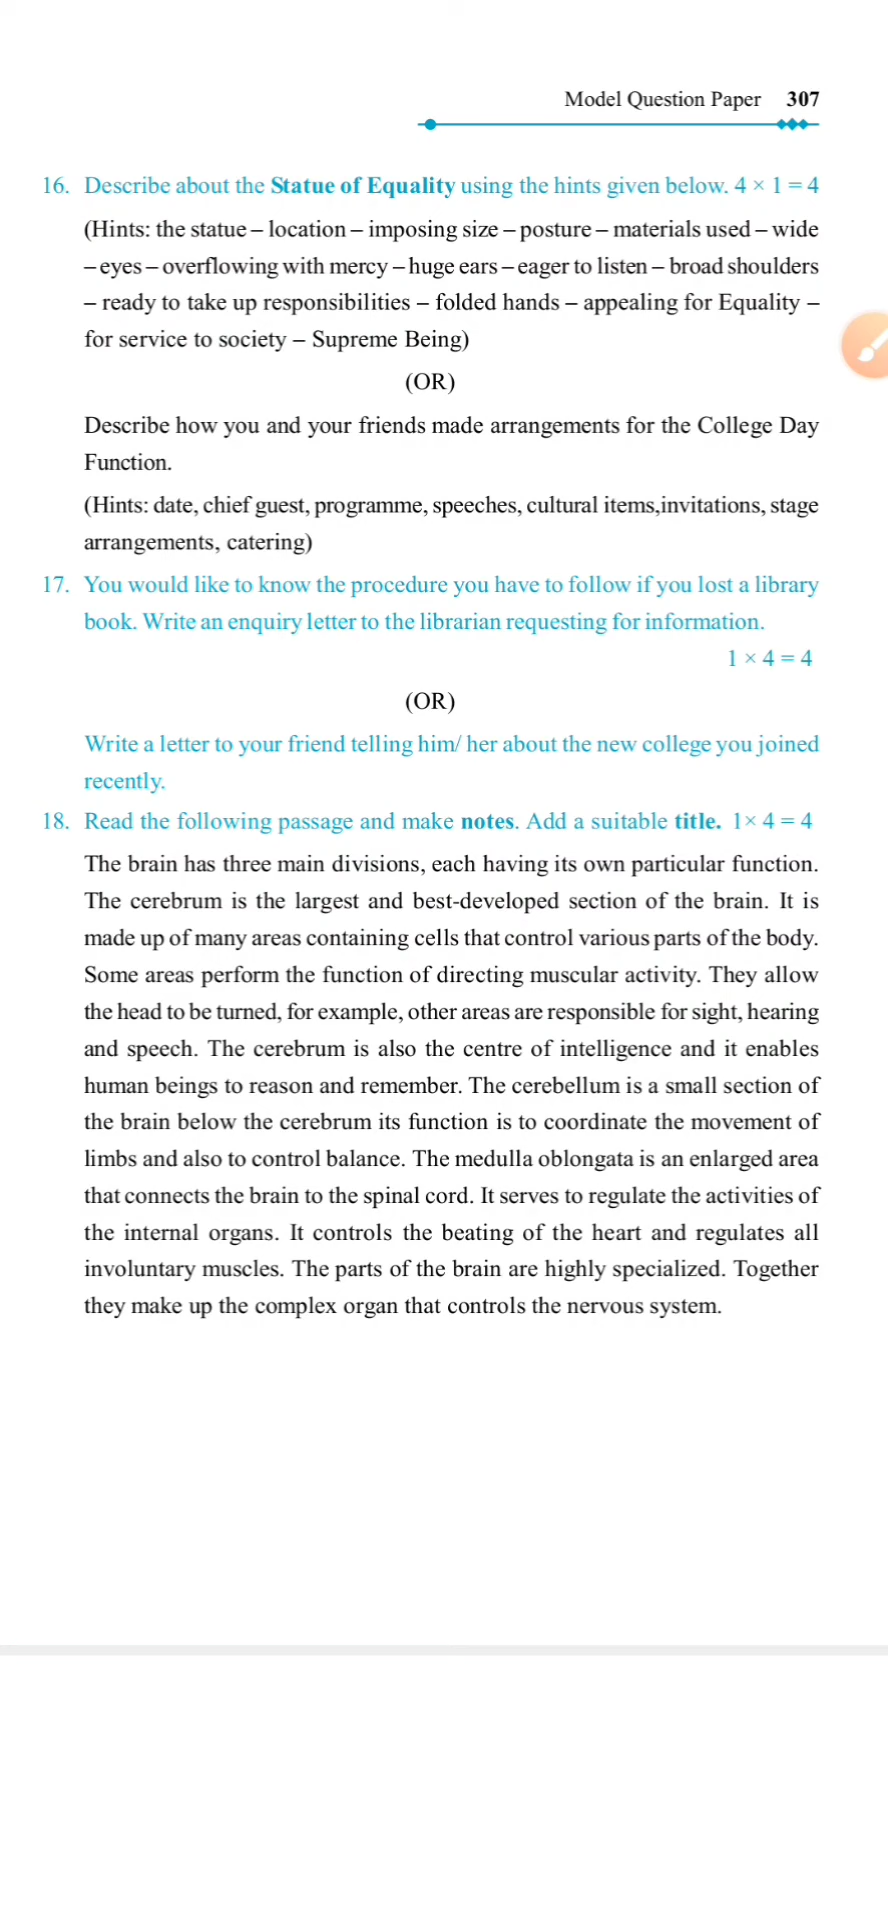 Model Question Paper 307
16. Describe about the Statue of Equality using the hints given below. 4 × 1 = 4
(Hints: the statue – location – imposing size – posture – materials used – wide
– eyes – overflowing with mercy – huge ears – eager to listen – broad shoulders
– ready to take up responsibilities – folded hands – appealing for Equality –
for service to society – Supreme Being)
(OR)
Describe how you and your friends made arrangements for the College Day
Function.
(Hints: date, chief guest, programme, speeches, cultural items,invitations, stage
arrangements, catering)
17. You would like to know the procedure you have to follow if you lost a library
book. Write an enquiry letter to the librarian requesting for information.
1 × 4 = 4
(OR)
Write a letter to your friend telling him/ her about the new college you joined
recently.
18. Read the following passage and make notes. Add a suitable title. 1× 4 = 4
The brain has three main divisions, each having its own particular function.
The cerebrum is the largest and best-developed section of the brain. It is
made up of many areas containing cells that control various parts of the body.
Some areas perform the function of directing muscular activity. They allow
the head to be turned, for example, other areas are responsible for sight, hearing
and speech. The cerebrum is also the centre of intelligence and it enables
human beings to reason and remember. The cerebellum is a small section of
the brain below the cerebrum its function is to coordinate the movement of
limbs and also to control balance. The medulla oblongata is an enlarged area
that connects the brain to the spinal cord. It serves to regulate the activities of
the internal organs. It controls the beating of the heart and regulates all
involuntary muscles. The parts of the brain are highly specialized. Together
they make up the complex organ that controls the nervous system.